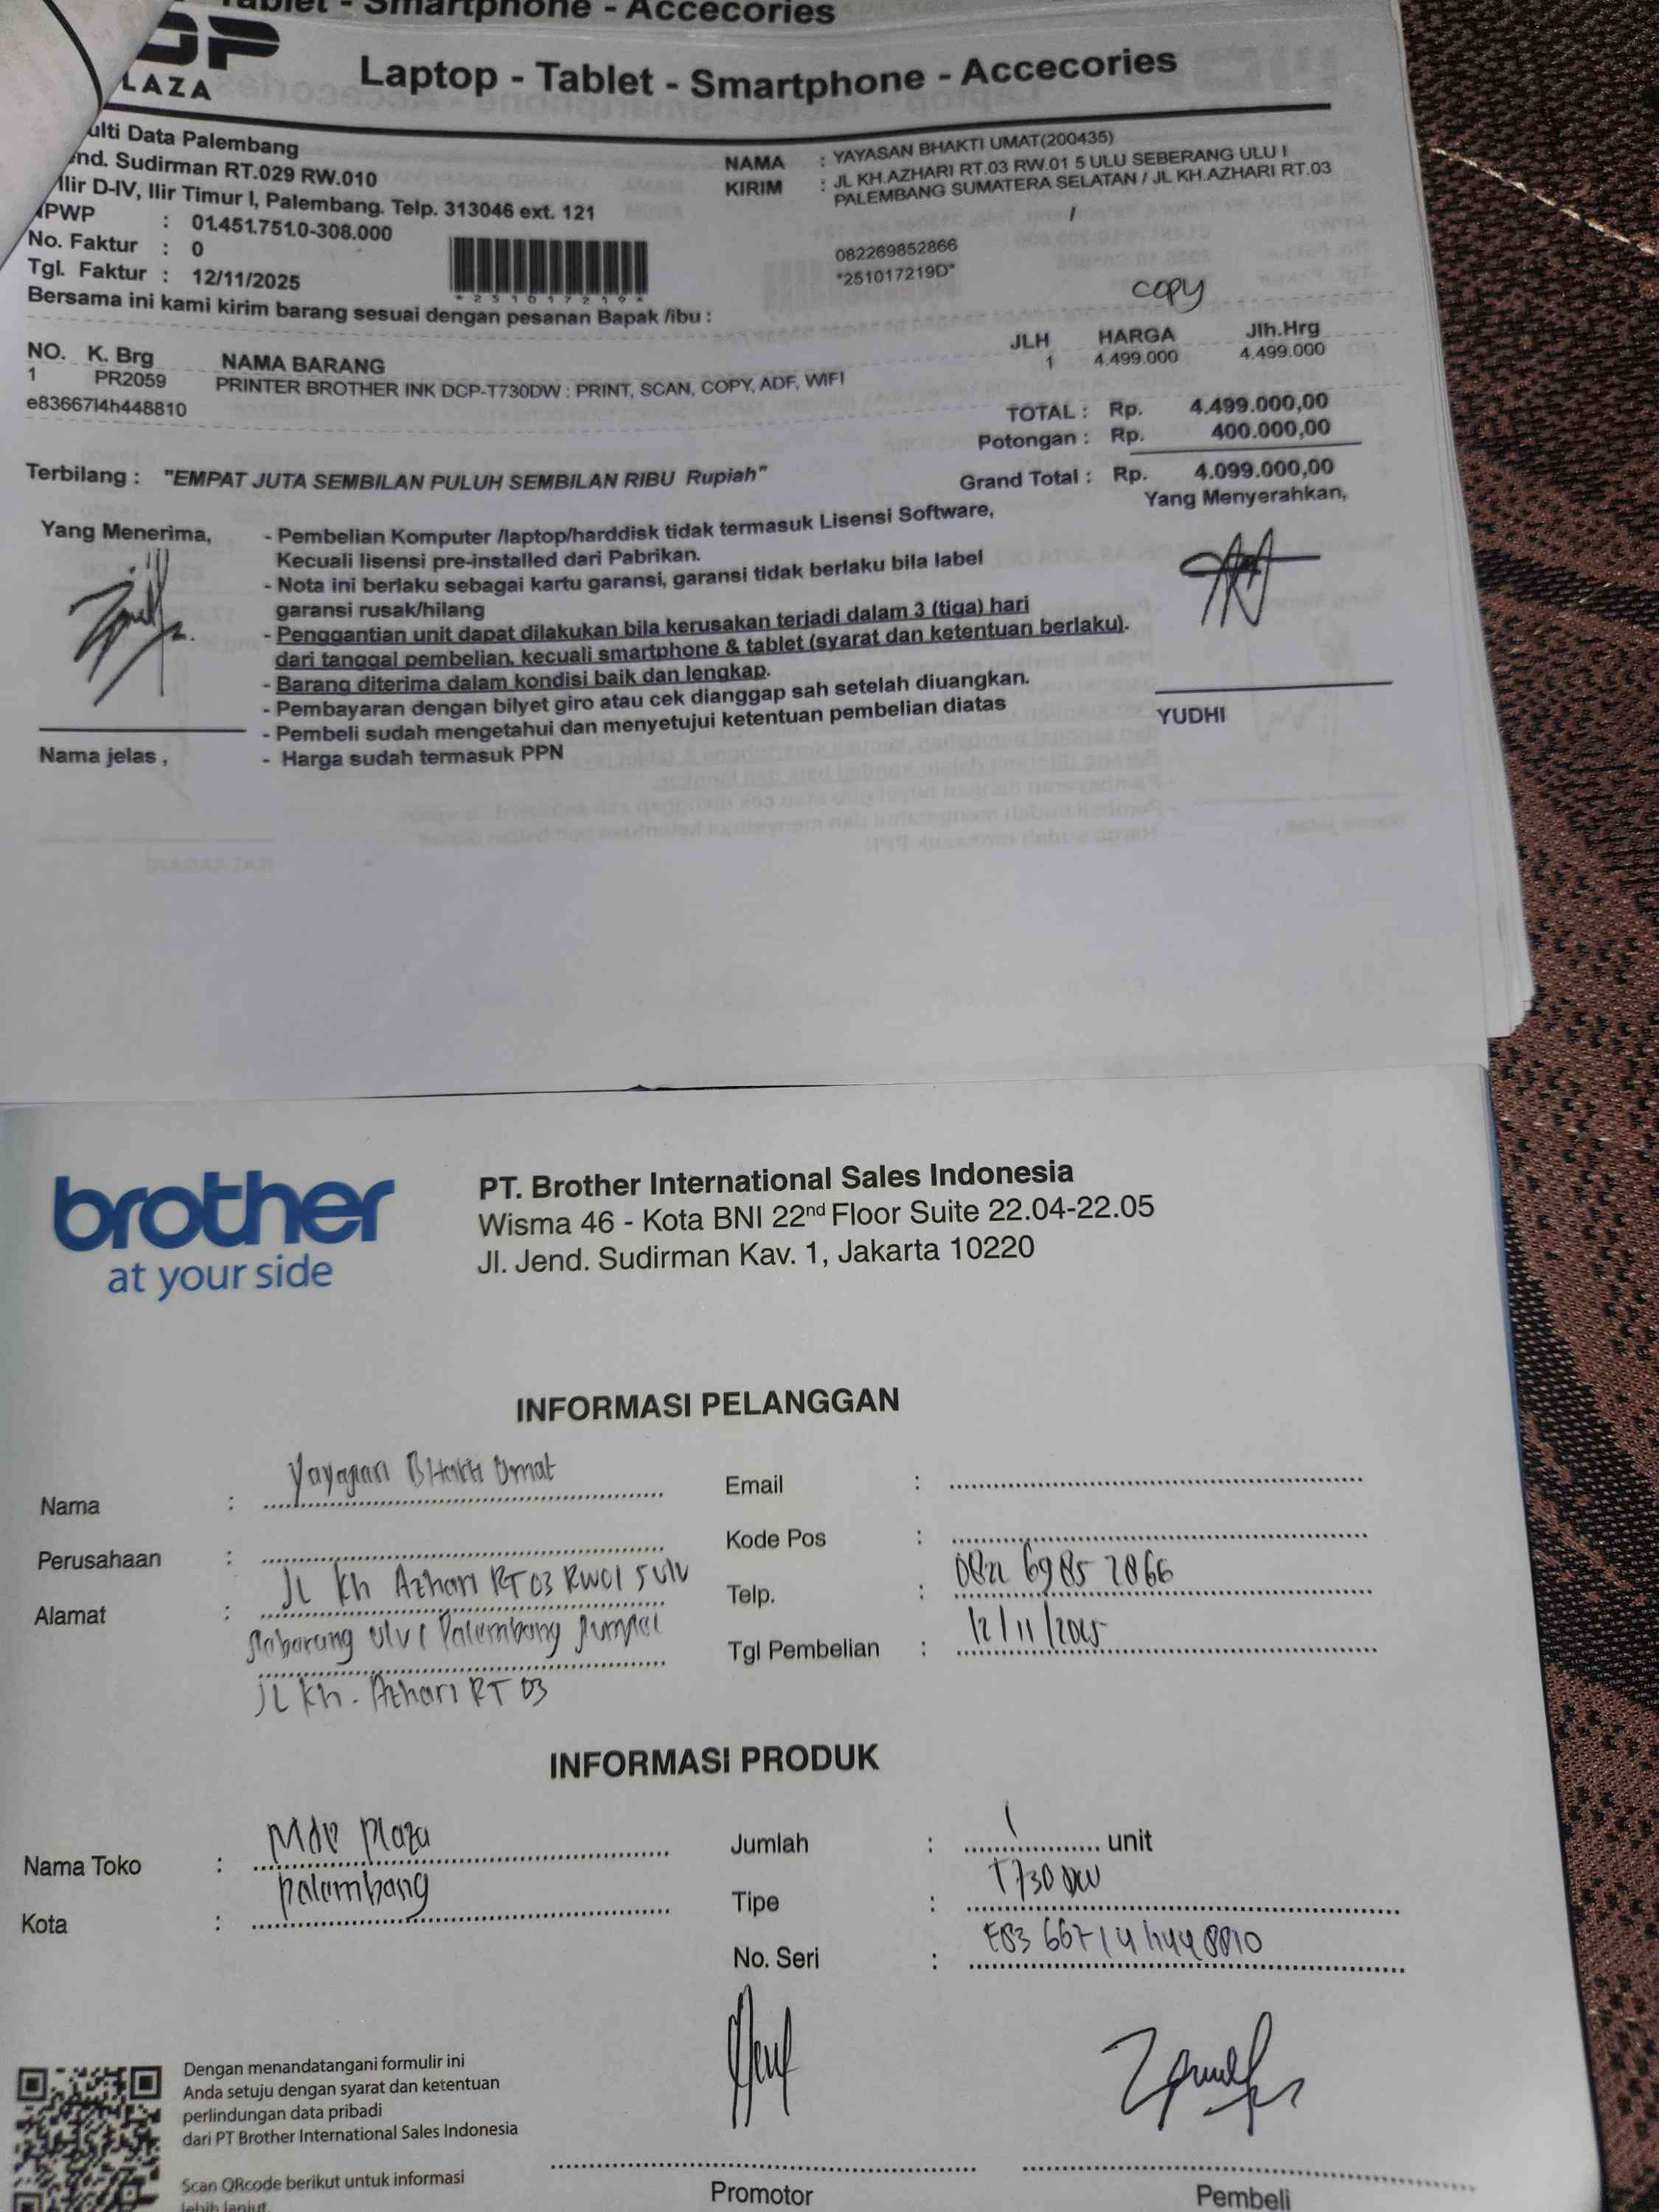 Tablet - Smartphone - Accecories
DP
LAZA
Laptop - Tablet - Smartphone - Accecories
ulti Data Palembang
end. Sudirman RT.029 RW.010
Ilir D-IV, Ilir Timur I, Palembang. Telp. 313046 ext. 121
NPWP : 01.451.751.0-308.000
No. Faktur : 0
Tgl. Faktur : 12/11/2025
*251017219*
NAMA : YAYASAN BHAKTI UMAT(200435)
KIRIM : JL KH.AZHARI RT.03 RW.01 5 ULU SEBERANG ULU I
PALEMBANG SUMATERA SELATAN / JL KH.AZHARI RT.03
/
082269852866
*251017219D*
copy
Bersama ini kami kirim barang sesuai dengan pesanan Bapak /ibu :
NO. K. Brg NAMA BARANG JLH HARGA Jlh.Hrg
1 PR2059 PRINTER BROTHER INK DCP-T730DW : PRINT, SCAN, COPY, ADF, WIFI 1 4.499.000 4.499.000
e83667l4h448810
TOTAL : Rp. 4.499.000,00
Potongan : Rp. 400.000,00
Terbilang : "EMPAT JUTA SEMBILAN PULUH SEMBILAN RIBU Rupiah" Grand Total : Rp. 4.099.000,00
Yang Menerima,
Yang Menyerahkan,
- Pembelian Komputer /laptop/harddisk tidak termasuk Lisensi Software,
Kecuali lisensi pre-installed dari Pabrikan.
- Nota ini berlaku sebagai kartu garansi, garansi tidak berlaku bila label
garansi rusak/hilang
- Penggantian unit dapat dilakukan bila kerusakan terjadi dalam 3 (tiga) hari
dari tanggal pembelian, kecuali smartphone & tablet (syarat dan ketentuan berlaku).
- Barang diterima dalam kondisi baik dan lengkap.
- Pembayaran dengan bilyet giro atau cek dianggap sah setelah diuangkan.
- Pembeli sudah mengetahui dan menyetujui ketentuan pembelian diatas
- Harga sudah termasuk PPN
Nama jelas ,
YUDHI
brother
at your side
PT. Brother International Sales Indonesia
Wisma 46 - Kota BNI 22nd Floor Suite 22.04-22.05
Jl. Jend. Sudirman Kav. 1, Jakarta 10220
INFORMASI PELANGGAN
Nama : Yayasan Bhakti Umat
Perusahaan :
Alamat : JL Kh Azhari RT 03 RW01 5 ulu
Sabarang ulu 1 Palembang Sumsel
JL Kh. Azhari RT 03
Email :
Kode Pos :
Telp. : 0822 6985 2866
Tgl Pembelian : 12/11/2025
INFORMASI PRODUK
Nama Toko : Mdp Plaza
Kota : palembang
Jumlah : 1 unit
Tipe : T730 DW
No. Seri : E83 66714h448810
Dengan menandatangani formulir ini
Anda setuju dengan syarat dan ketentuan
perlindungan data pribadi
dari PT Brother International Sales Indonesia
Scan QRcode berikut untuk informasi
lebih lanjut.
Promotor
Pembeli